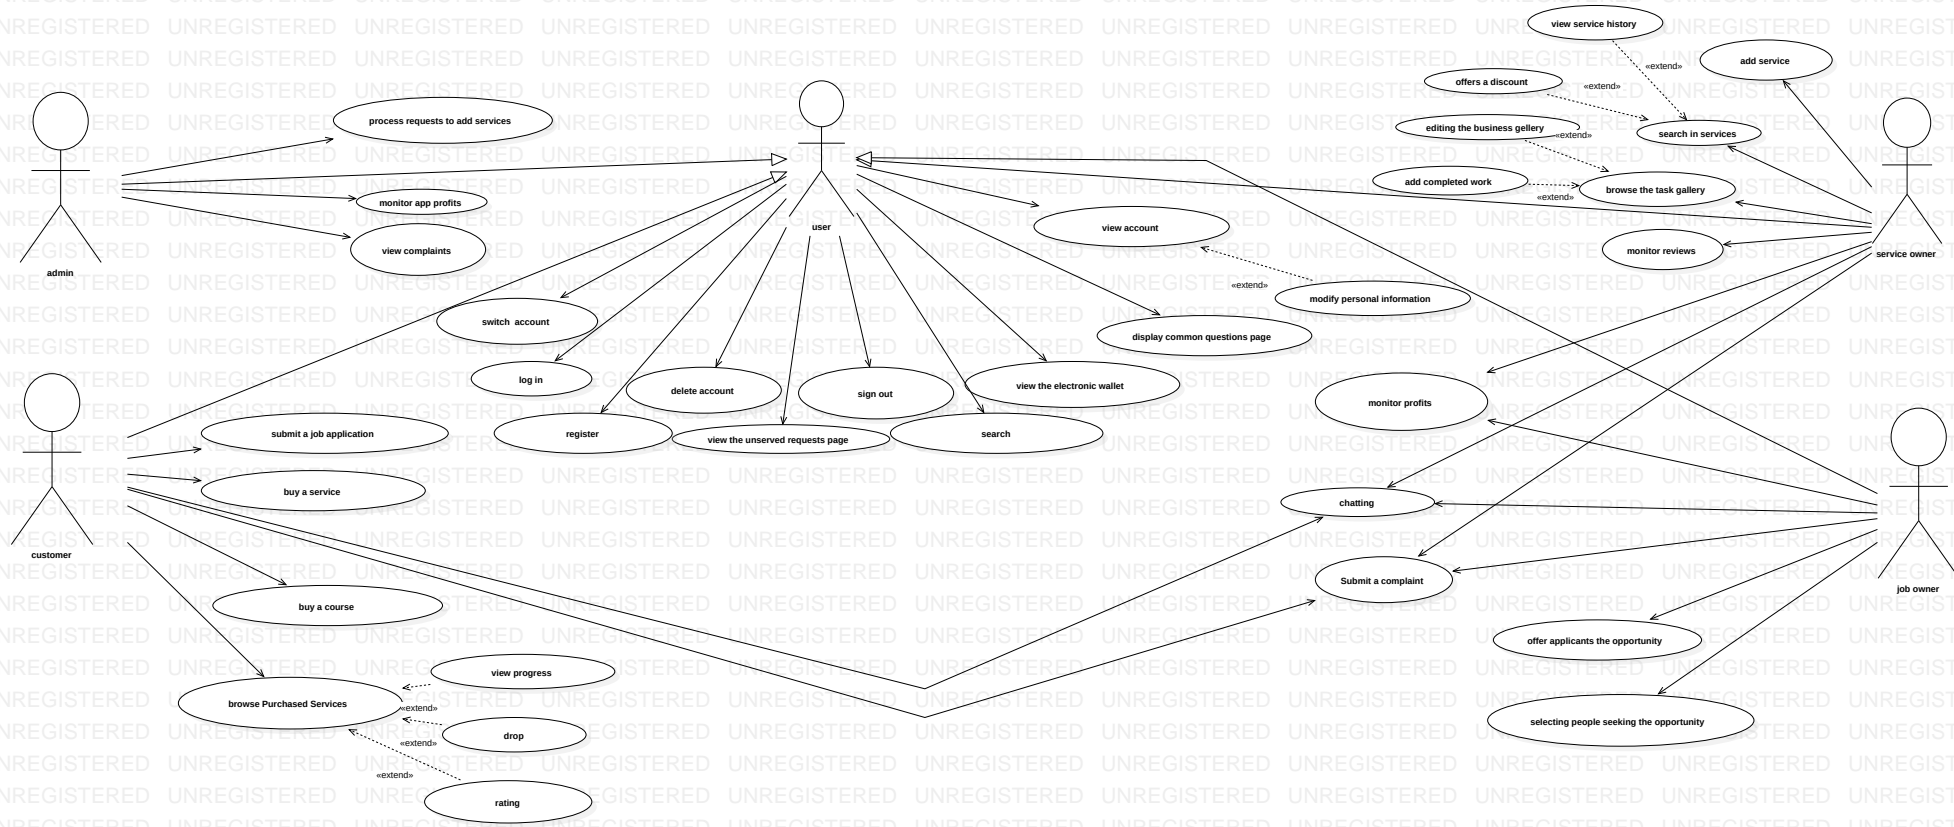 view service history
add service
«extend»
offers a discount
«extend»
process requests to add services
editing the business gellery
«extend»
search in services
add completed work
«extend»
browse the task gallery
monitor app profits
view complaints
admin
user
view account
monitor reviews
service owner
«extend»
modify personal information
switch  account
display common questions page
log in
delete account
sign out
view the electronic wallet
monitor profits
submit a job application
register
view the unserved requests page
search
buy a service
chatting
customer
Submit a complaint
job owner
buy a course
offer applicants the opportunity
view progress
browse Purchased Services
«extend»
selecting people seeking the opportunity
drop
«extend»
«extend»
rating
UNREGISTERED